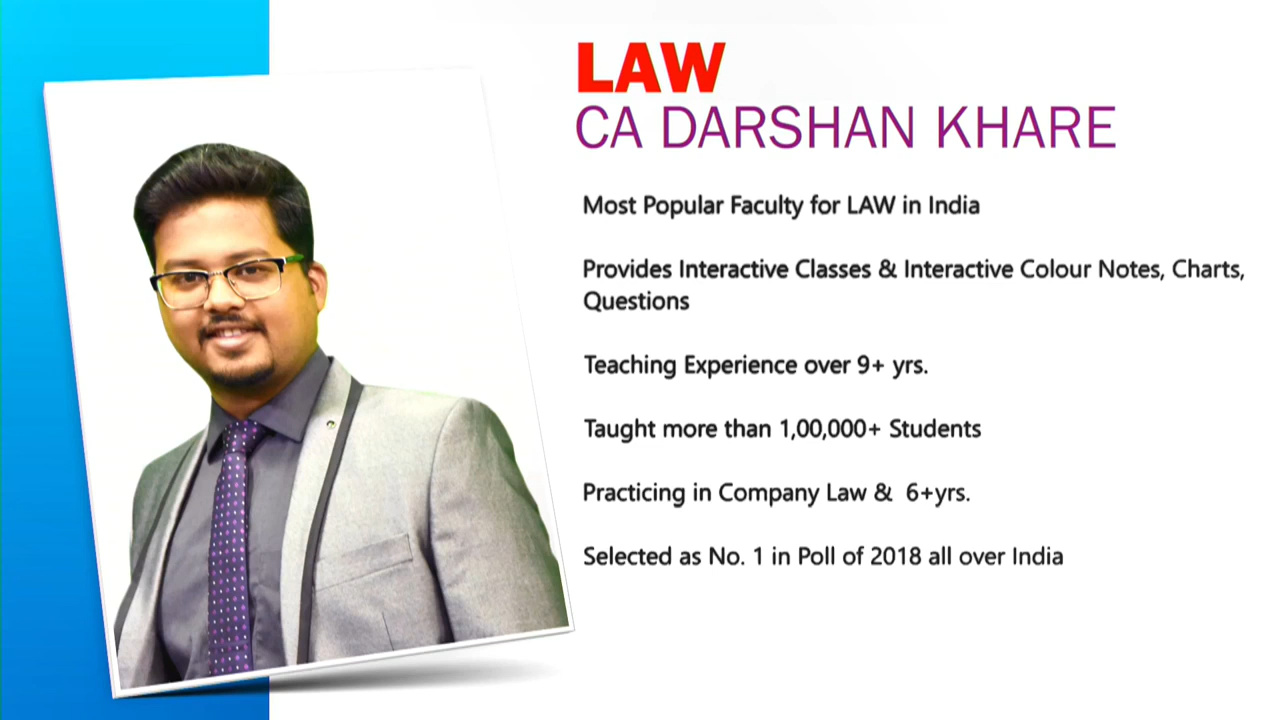 LAW
CA DARSHAN KHARE
Most Popular Faculty for LAW in India
Provides Interactive Classes & Interactive Colour Notes, Charts,
Questions
Teaching Experience over 9+ yrs.
Taught more than 1,00,000+ Students
Practicing in Company Law &  6+yrs.
Selected as No. 1 in Poll of 2018 all over India